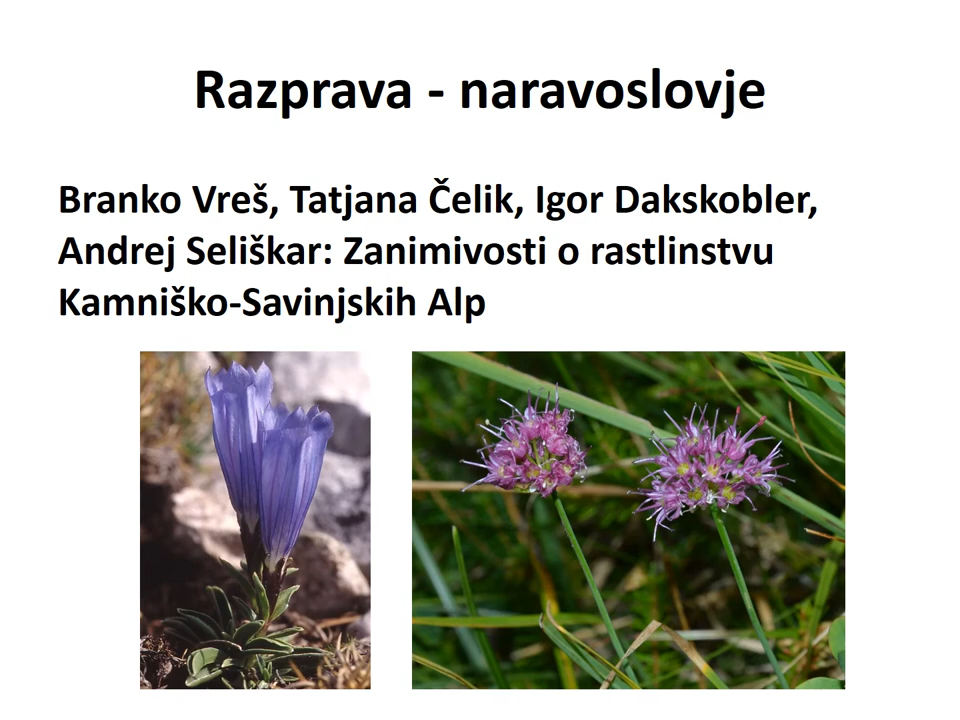 Razprava - naravoslovje
Branko Vreš, Tatjana Čelik, Igor Dakskobler,
Andrej Seliškar: Zanimivosti o rastlinstvu
Kamniško-Savinjskih Alp